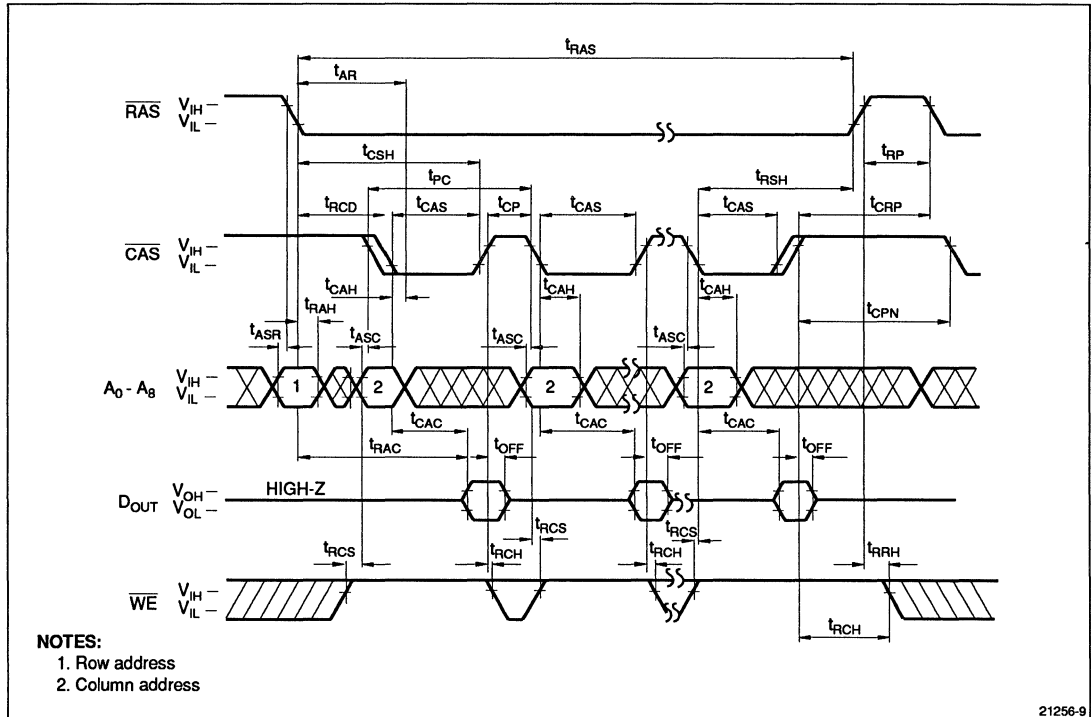 tRAS
tAR
RAS VIH
VIL
tCSH
tPC
tRP
tRSH
tRCD tCAS tCP tCAS tCAS tCRP
CAS VIH
VIL
tCAH tCAH tCAH
tRAH
tCPN
tASR tASC tASC tASC
A0 - A8 VIH 1 2 2 2
VIL
tCAC tCAC tCAC
tRAC tOFF tOFF tOFF
DOUT VOH HIGH-Z
VOL
tRCS tRCS
tRCS tRCH tRCH tRRH
WE VIH
VIL
tRCH
NOTES:
1. Row address
2. Column address
21256-9